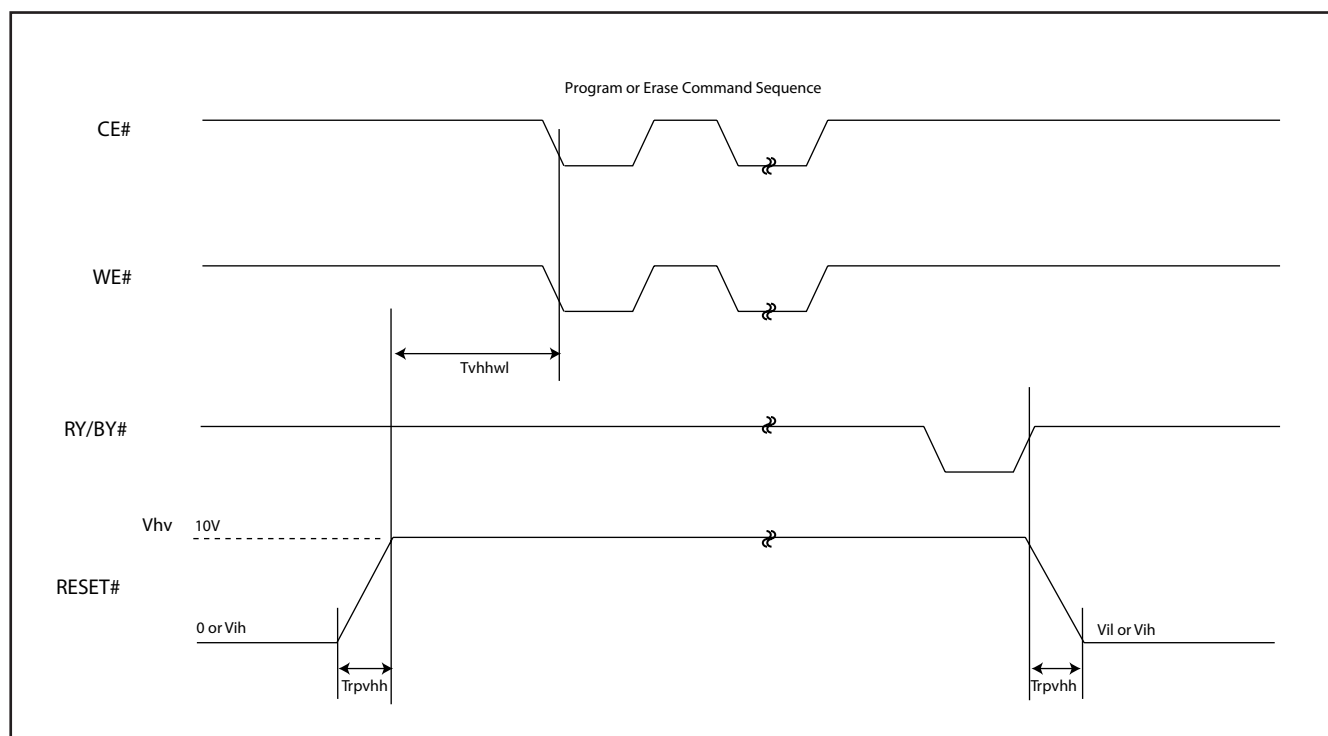 Program or Erase Command Sequence
CE#
WE#
Tvhhwl
RY/BY#
Vhv 10V
RESET#
0 or Vih
Vil or Vih
Trpvhh
Trpvhh